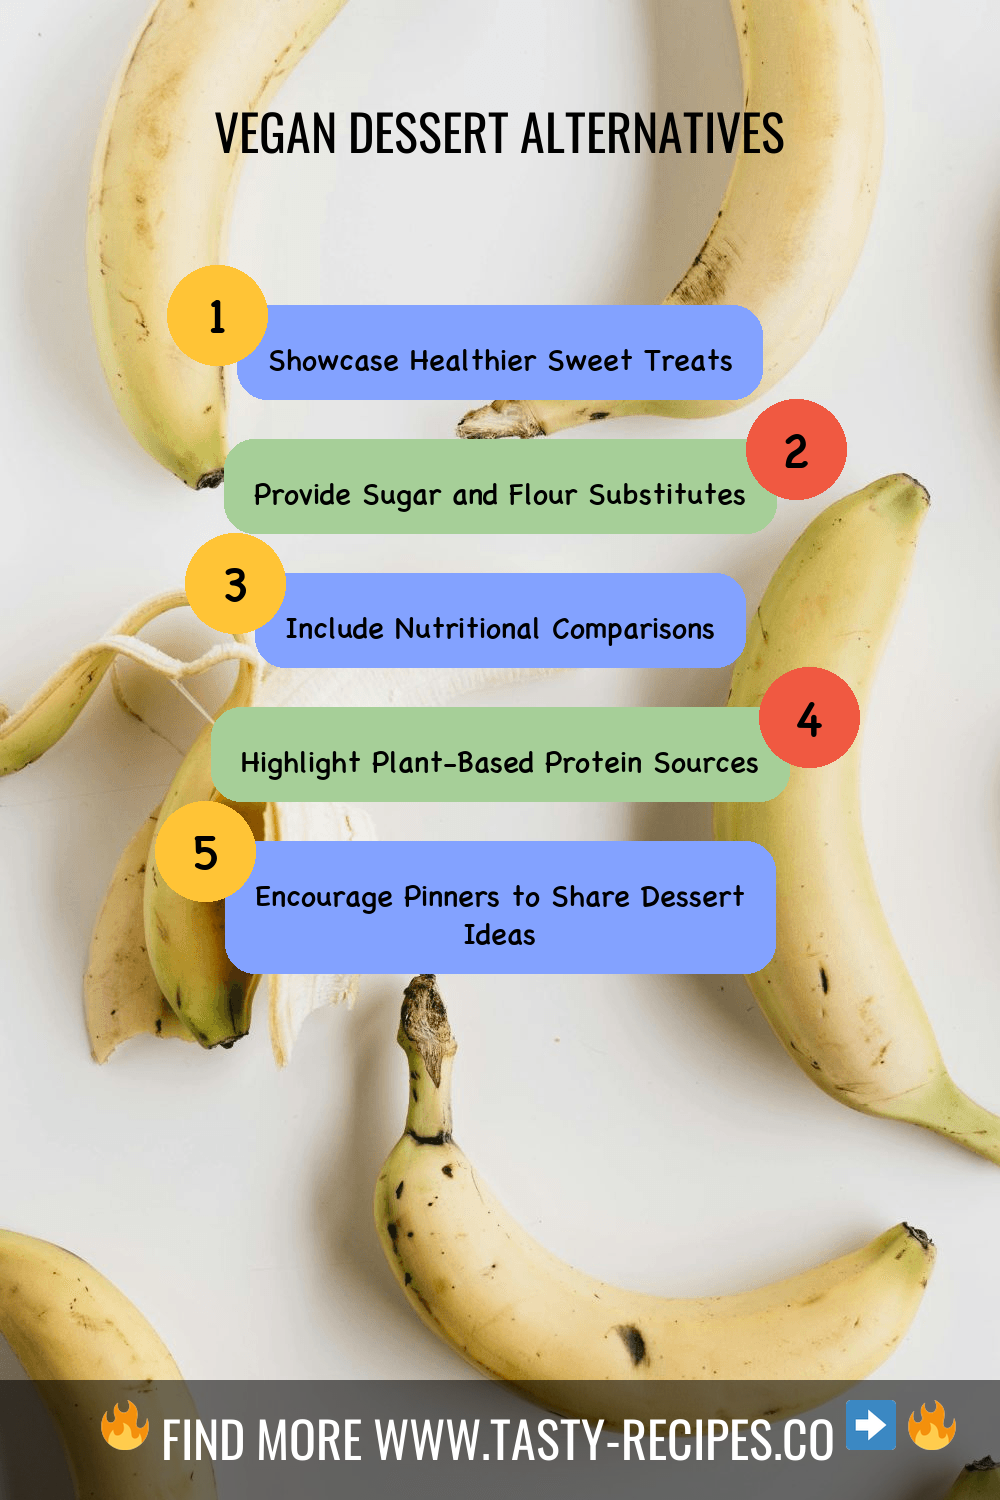 VEGAN DESSERT ALTERNATIVES
1
Showcase Healthier Sweet Treats
2
Provide Sugar and Flour Substitutes
3
Include Nutritional Comparisons
4
Highlight Plant-Based Protein Sources
5
Encourage Pinners to Share Dessert
Ideas
FIND MORE WWW.TASTY-RECIPES.CO